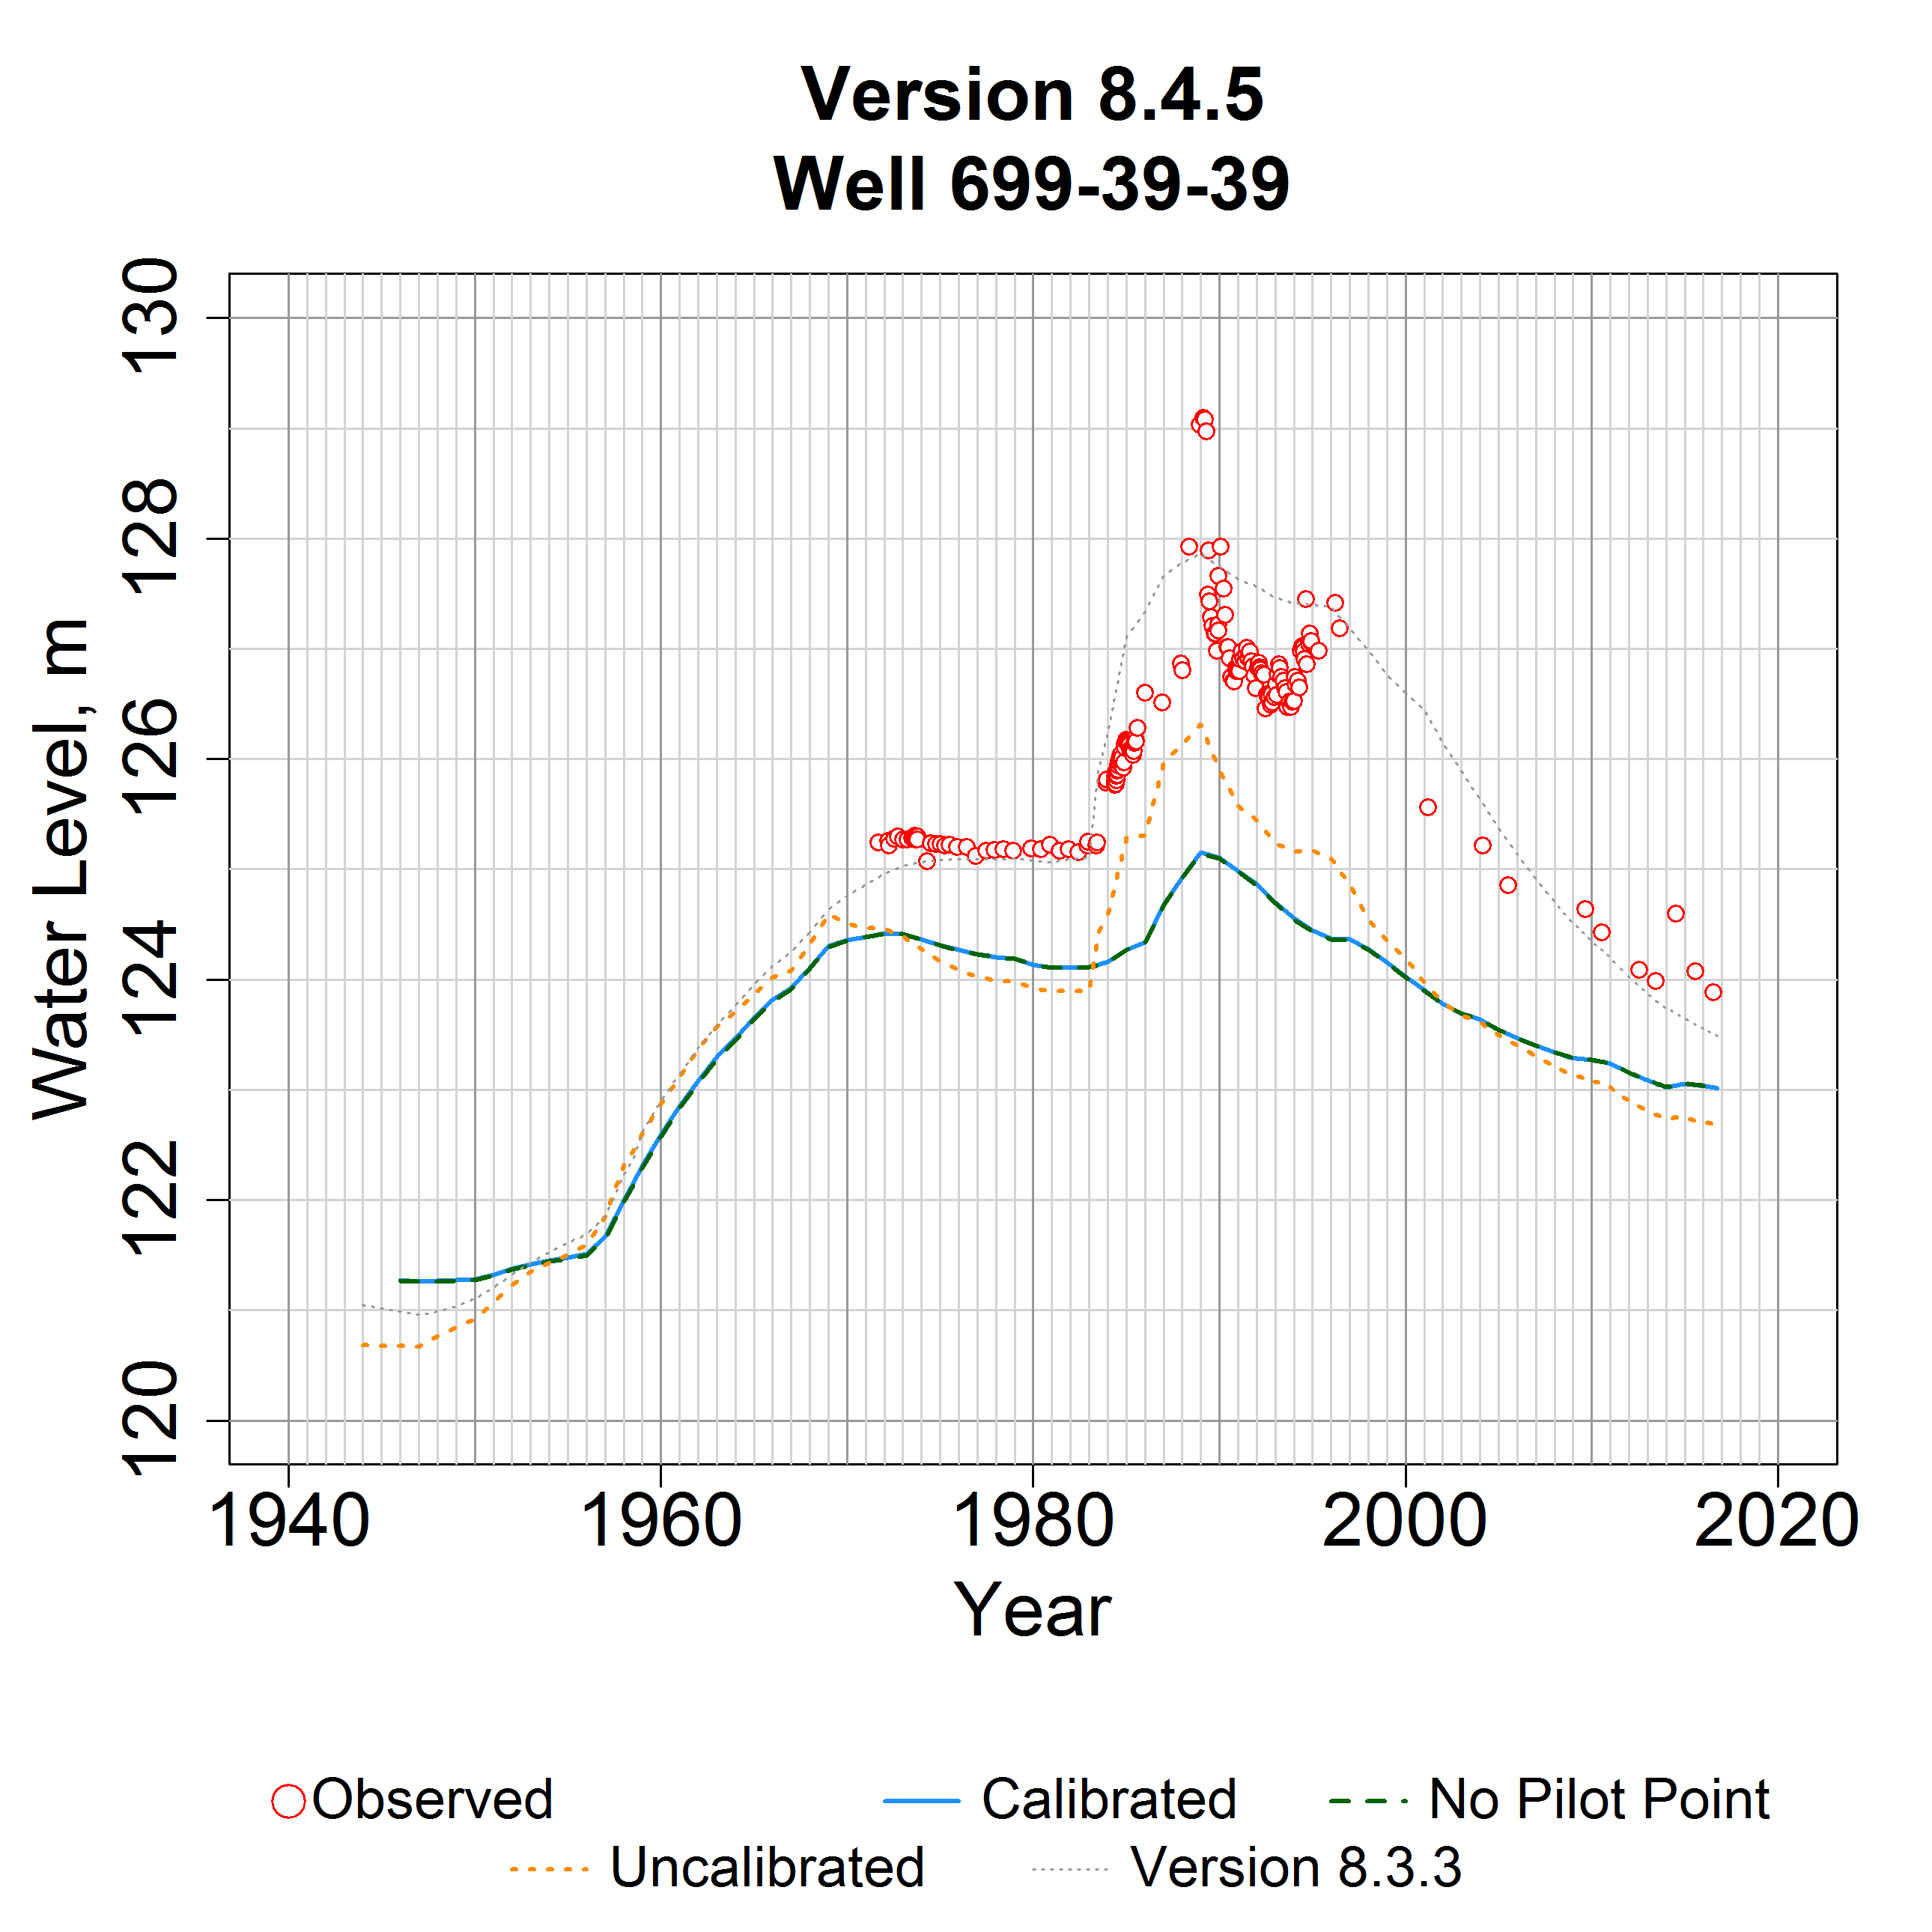 Version 8.4.5
Well 699-39-39
130
128
126
124
122
120
Water Level, m
1940 1960 1980 2000 2020
Year
Observed Calibrated No Pilot Point
Uncalibrated Version 8.3.3